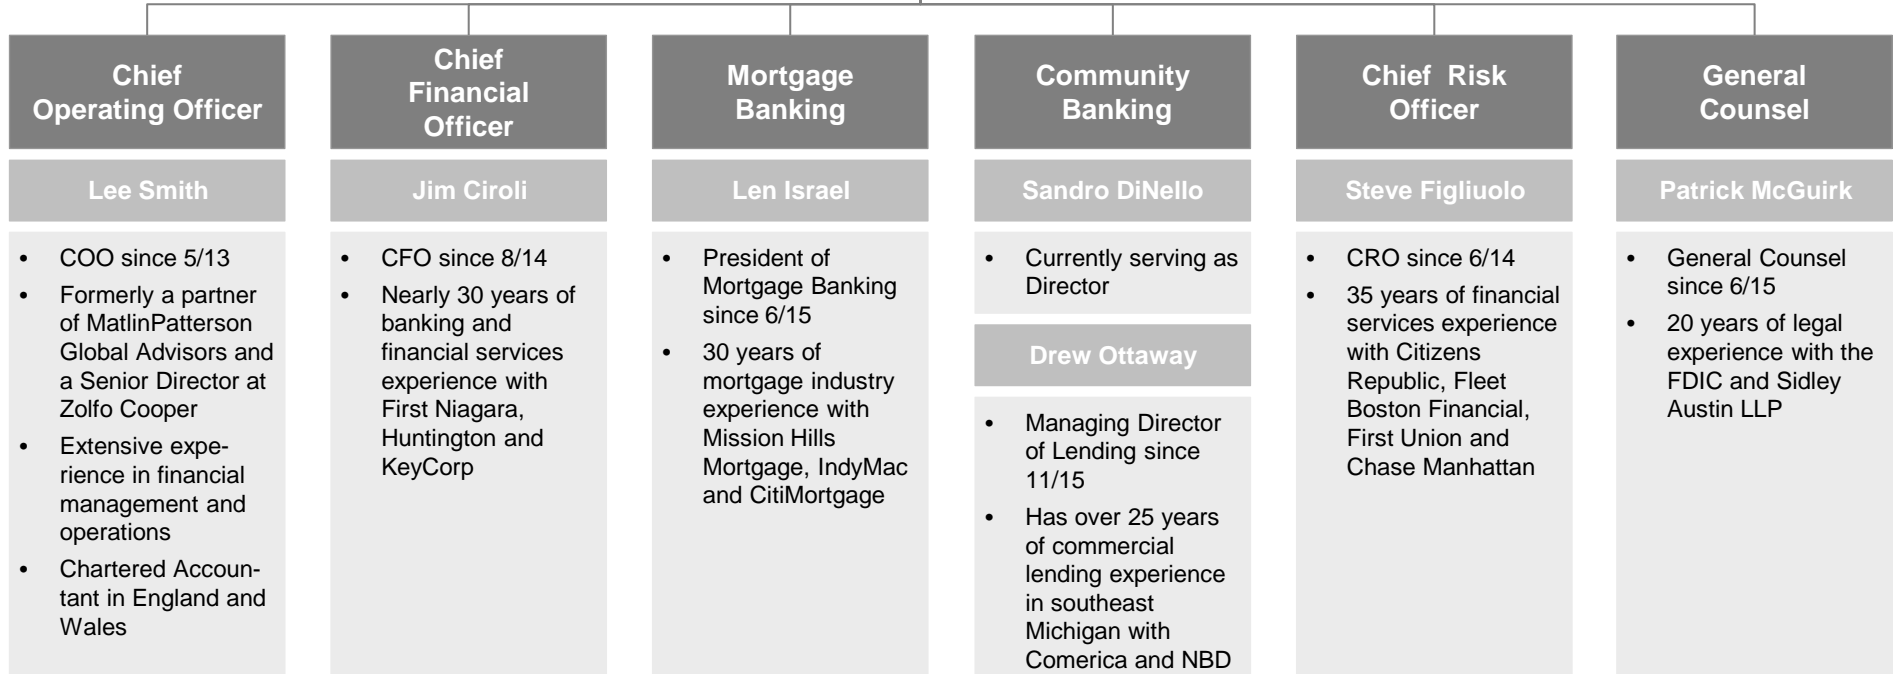 Chief
Operating Officer
Lee Smith
• COO since 5/13
• Formerly a partner
of MatlinPatterson
Global Advisors and
a Senior Director at
Zolfo Cooper
• Extensive expe-
rience in financial
management and
operations
• Chartered Accoun-
tant in England and
Wales
Chief
Financial
Officer
Jim Ciroli
• CFO since 8/14
• Nearly 30 years of
banking and
financial services
experience with
First Niagara,
Huntington and
KeyCorp
Mortgage
Banking
Len Israel
• President of
Mortgage Banking
since 6/15
• 30 years of
mortgage industry
experience with
Mission Hills
Mortgage, IndyMac
and CitiMortgage
Community
Banking
Sandro DiNello
• Currently serving as
Director
Drew Ottaway
• Managing Director
of Lending since
11/15
• Has over 25 years
of commercial
lending experience
in southeast
Michigan with
Comerica and NBD
Chief Risk
Officer
Steve Figliuolo
• CRO since 6/14
• 35 years of financial
services experience
with Citizens
Republic, Fleet
Boston Financial,
First Union and
Chase Manhattan
General
Counsel
Patrick McGuirk
• General Counsel
since 6/15
• 20 years of legal
experience with the
FDIC and Sidley
Austin LLP